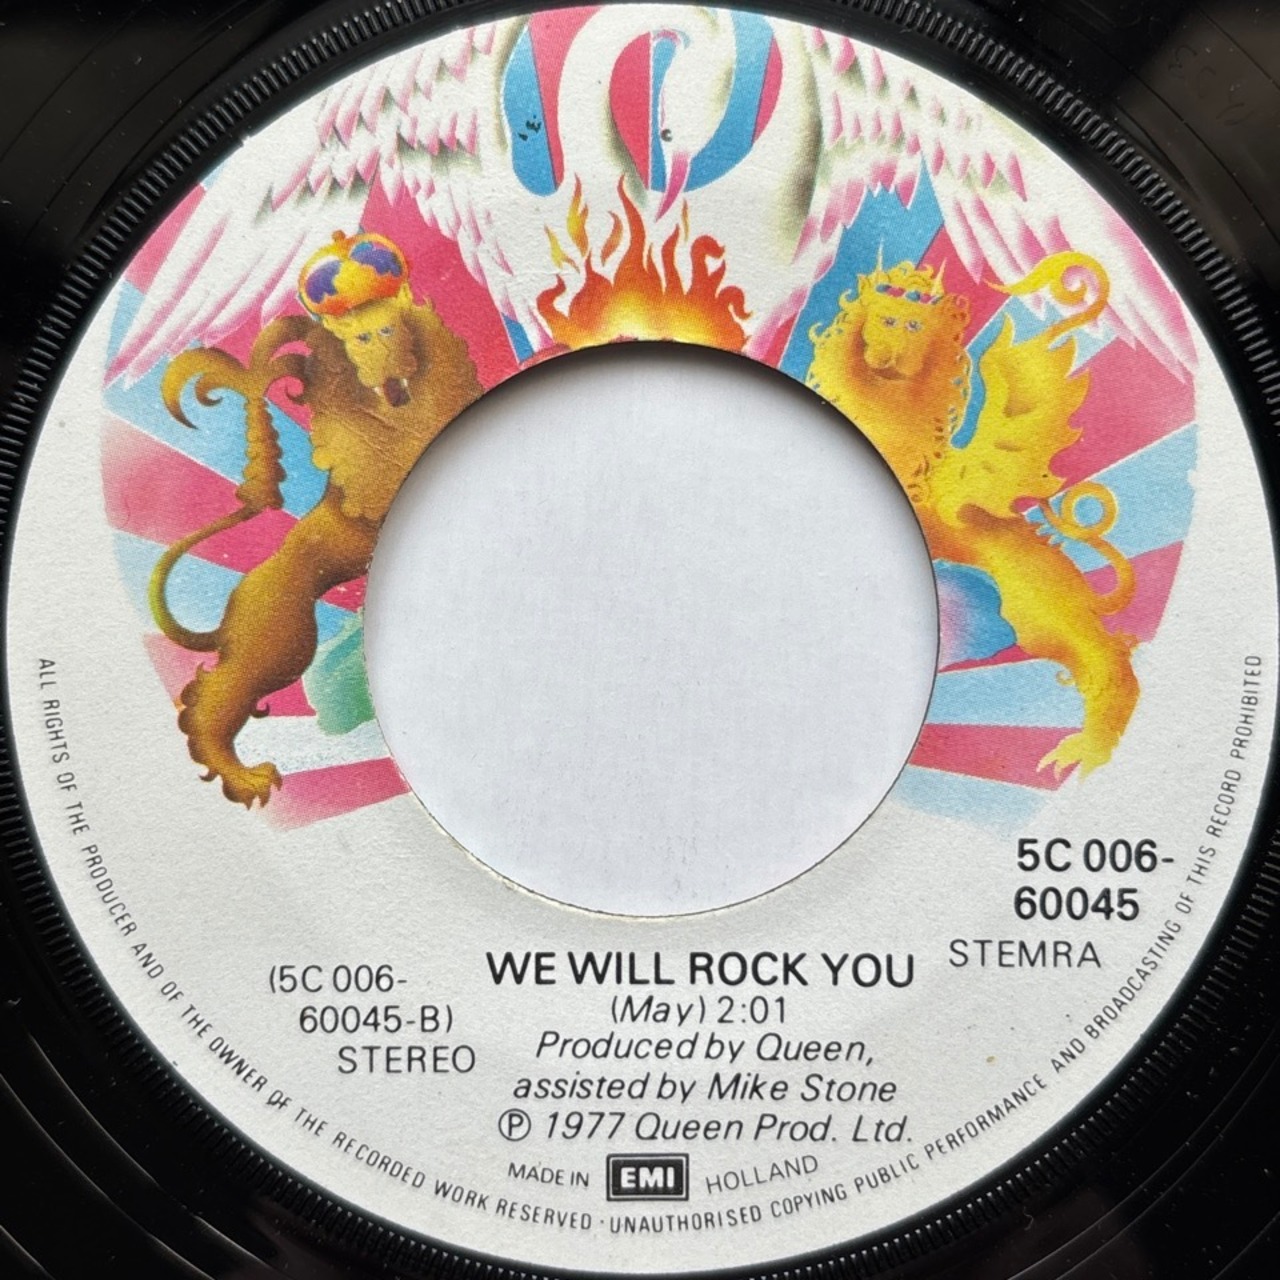 5C 006-
60045
STEMRA
(5C 006-
60045-B)
STEREO
WE WILL ROCK YOU
(May) 2:01
Produced by Queen,
assisted by Mike Stone
℗ 1977 Queen Prod. Ltd.
MADE IN EMI HOLLAND
ALL RIGHTS OF THE PRODUCER AND OF THE OWNER OF THE RECORDED WORK RESERVED · UNAUTHORISED COPYING PUBLIC PERFORMANCE AND BROADCASTING OF THIS RECORD PROHIBITED